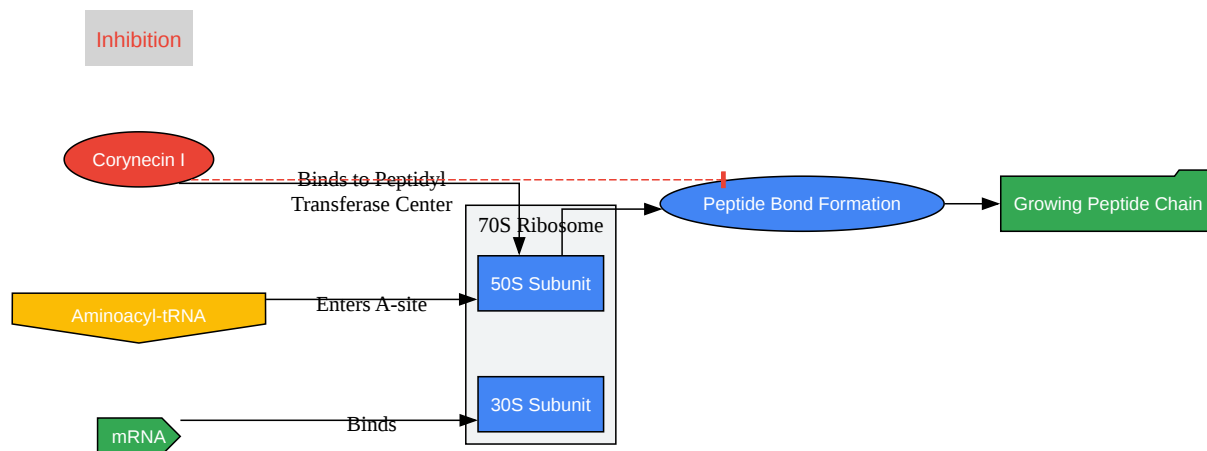 Inhibition
Corynecin I
Binds to Peptidyl
Transferase Center
Peptide Bond Formation
Growing Peptide Chain
70S Ribosome
50S Subunit
Aminoacyl-tRNA
Enters A-site
30S Subunit
mRNA
Binds